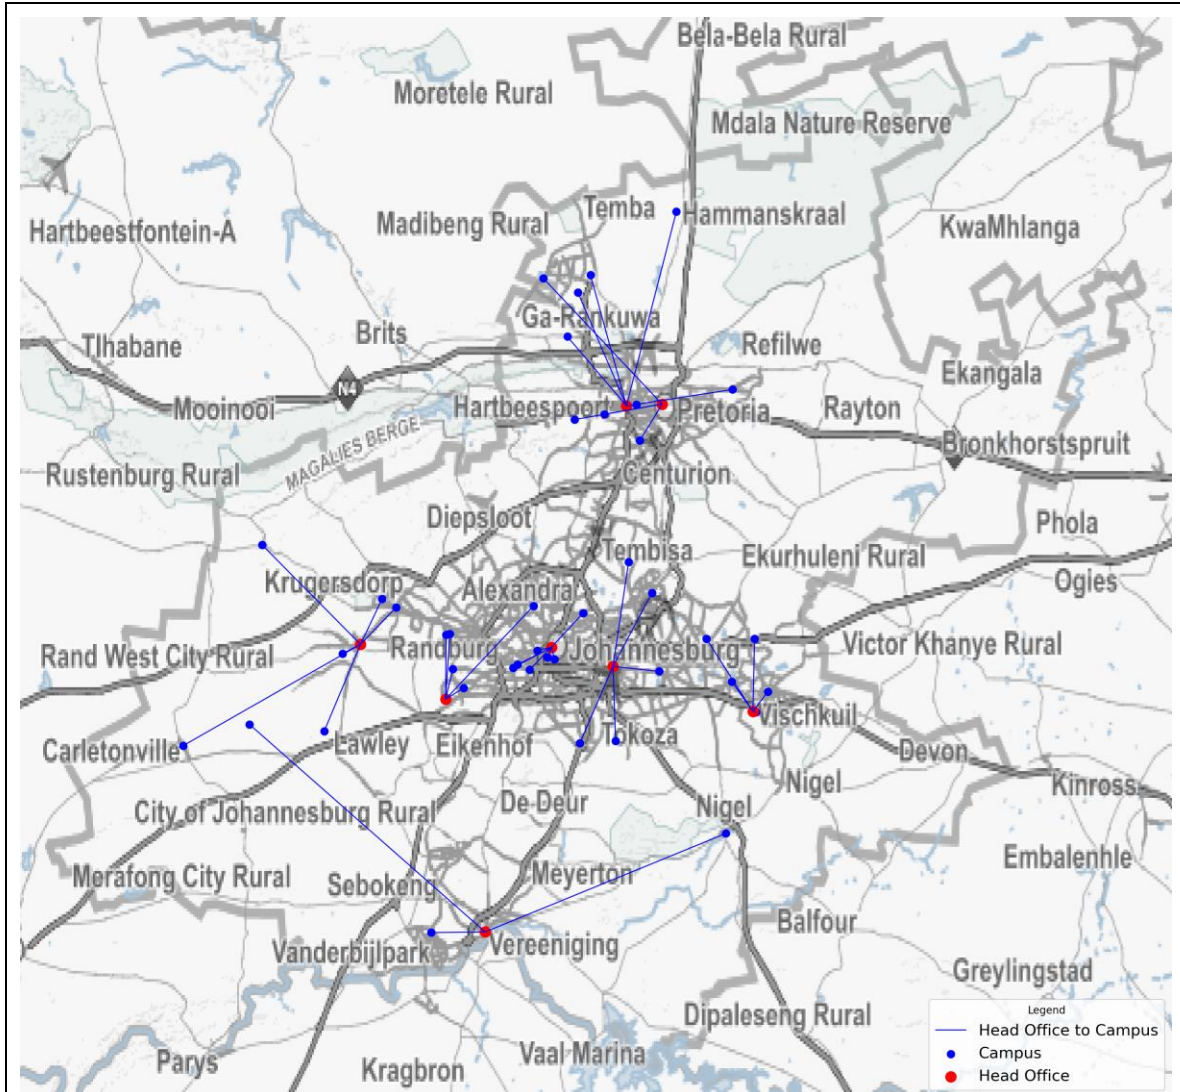 Bela-Bela Rural
Moretele Rural
Mdala Nature Reserve
Temba
Hammanskraal
Madibeng Rural
Hartbeestfontein-A
KwaMhlanga
Ga-Rankuwa
Brits
Refilwe
Tlhabane
Ekangala
N4
Mooinooi
Hartbeespoort
Pretoria
Rayton
MAGALIES BERGE
Bronkhorstspruit
Rustenburg Rural
Centurion
Diepsloot
Phola
Tembisa
Ekurhuleni Rural
Krugersdorp
Alexandra
Ogies
Randburg
Johannesburg
Victor Khanye Rural
Rand West City Rural
Vischkuil
Carletonville
Lawley
Eikenhof
Tokoza
Devon
Nigel
Kinross
City of Johannesburg Rural
De Deur
Nigel
Embalenhle
Merafong City Rural
Sebokeng
Meyerton
Balfour
Vanderbijlpark
Vereeniging
Greylingstad
Dipaleseng Rural
Parys
Kragbron
Vaal Marina
Legend
Head Office to Campus
Campus
Head Office